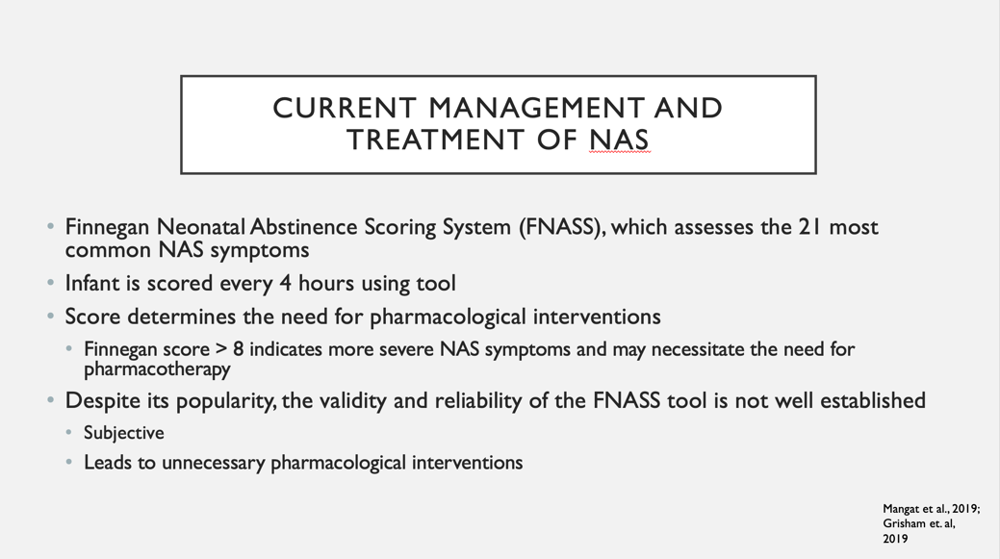 CURRENT MANAGEMENT AND
TREATMENT OF NAS
• Finnegan Neonatal Abstinence Scoring System (FNASS), which assesses the 21 most
common NAS symptoms
• Infant is scored every 4 hours using tool
• Score determines the need for pharmacological interventions
• Finnegan score > 8 indicates more severe NAS symptoms and may necessitate the need for
pharmacotherapy
• Despite its popularity, the validity and reliability of the FNASS tool is not well established
• Subjective
• Leads to unnecessary pharmacological interventions
Mangat et al., 2019;
Grisham et. al,
2019